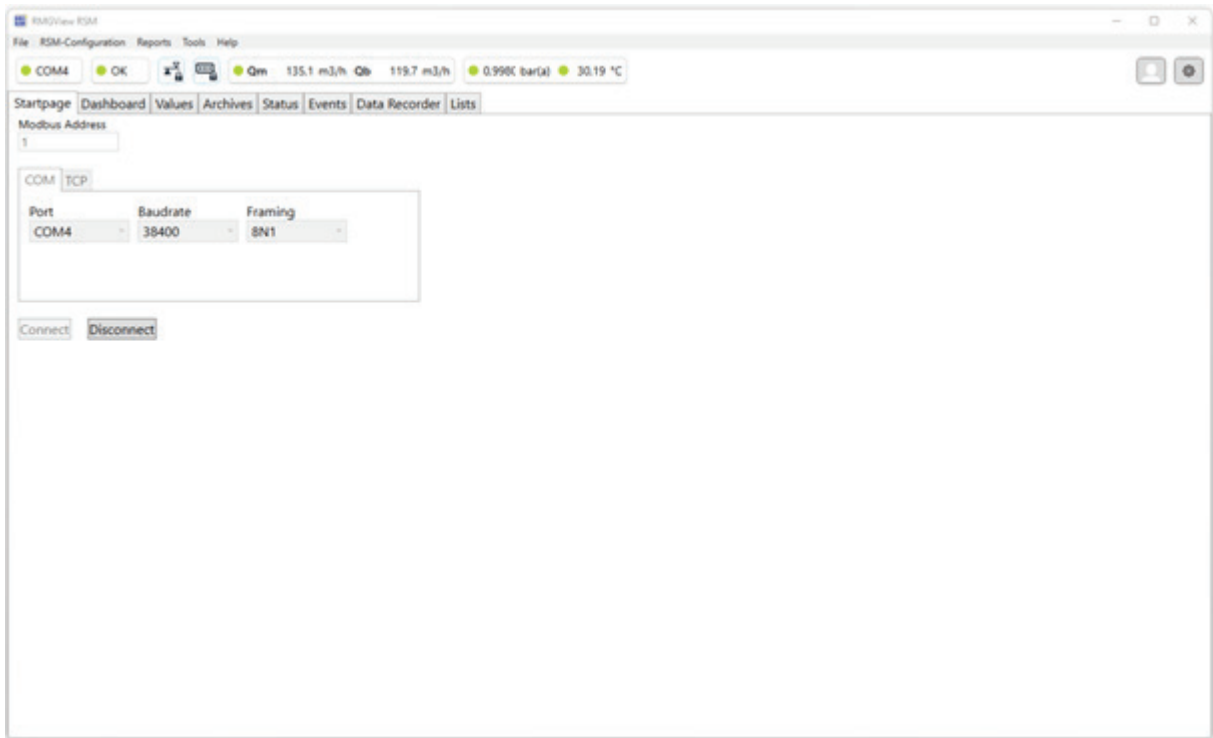 RMGView RSM
File RSM-Configuration Reports Tools Help
COM4 OK Qm 135.1 m3/h Qb 119.7 m3/h bar(a) 30.19 °C
Startpage Dashboard Values Archives Status Events Data Recorder Lists
Modbus Address
1
COM TCP
Port Baudrate Framing
COM4 38400 8N1
Connect Disconnect